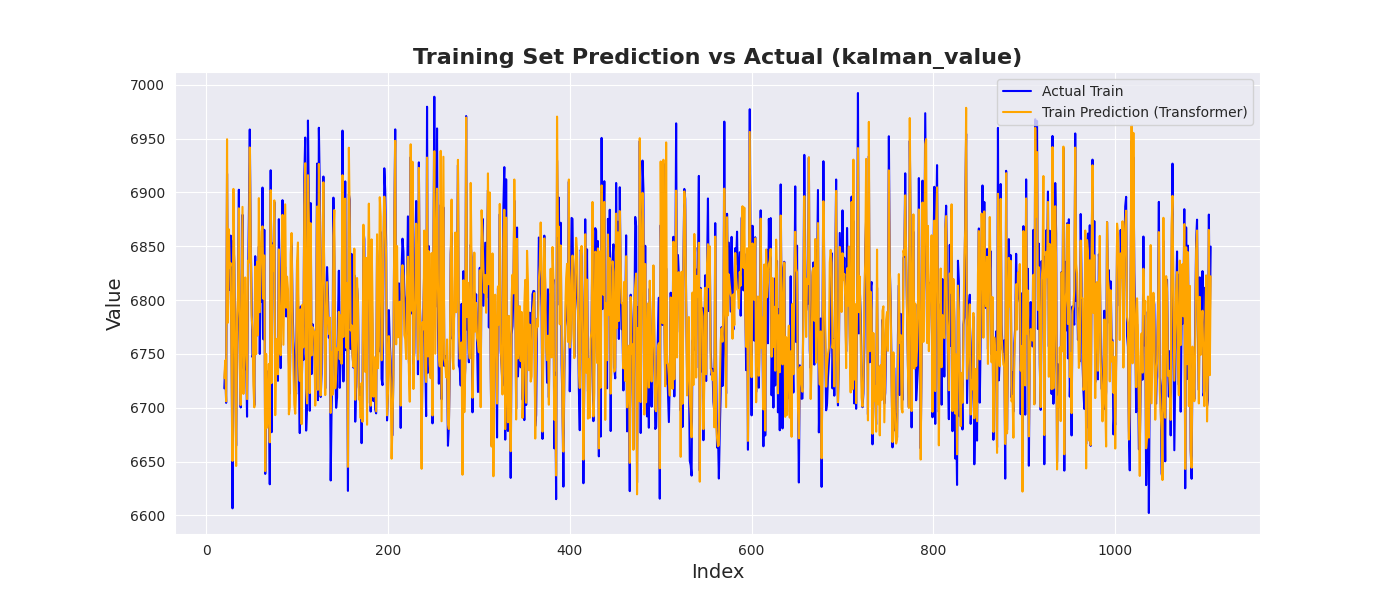 Training Set Prediction vs Actual (kalman_value)
Actual Train
Train Prediction (Transformer)
7000
6950
6900
6850
6800
6750
6700
6650
6600
Value
0 200 400 600 800 1000
Index